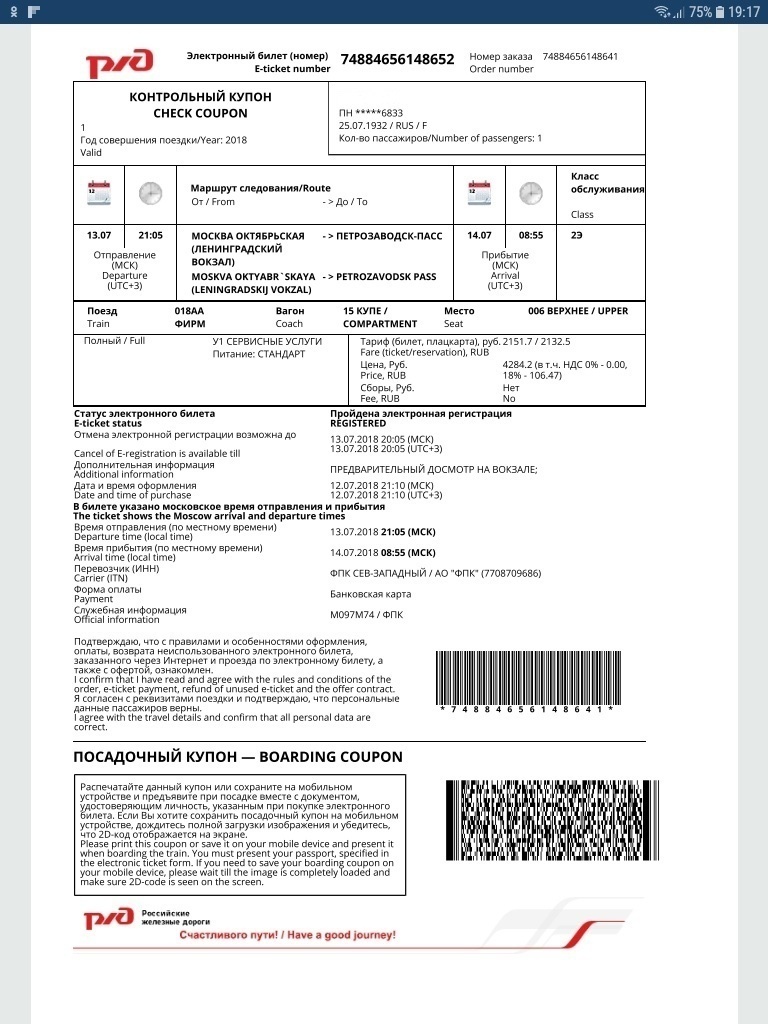 75% 19:17
РЖД
Электронный билет (номер) 74884656148652 Номер заказа 74884656148641
E-ticket number Order number
КОНТРОЛЬНЫЙ КУПОН
CHECK COUPON
1
Год совершения поездки/Year: 2018
Valid
ПН *****6833
25.07.1932 / RUS / F
Кол-во пассажиров/Number of passengers: 1
Маршрут следования/Route
От / From - > До / To
Класс
обслуживания
Class
13.07 21:05
Отправление
(МСК)
Departure
(UTC+3)
МОСКВА ОКТЯБРЬСКАЯ - > ПЕТРОЗАВОДСК-ПАСС
(ЛЕНИНГРАДСКИЙ
ВОКЗАЛ)
MOSKVA OKTYABR`SKAYA - > PETROZAVODSK PASS
(LENINGRADSKIJ VOKZAL)
14.07 08:55
Прибытие
(МСК)
Arrival
(UTC+3)
2Э
Поезд 018АА Вагон 15 КУПЕ / Место 006 ВЕРХНЕЕ / UPPER
Train ФИРМ Coach COMPARTMENT Seat
Полный / Full
У1 СЕРВИСНЫЕ УСЛУГИ
Питание: СТАНДАРТ
Тариф (билет, плацкарта), руб. 2151.7 / 2132.5
Fare (ticket/reservation), RUB
Цена, Руб. 4284.2 (в т.ч. НДС 0% - 0.00,
Price, RUB 18% - 106.47)
Сборы, Руб. Нет
Fee, RUB No
Статус электронного билета Пройдена электронная регистрация
E-ticket status REGISTERED
Отмена электронной регистрации возможна до 13.07.2018 20:05 (МСК)
Cancel of E-registration is available till 13.07.2018 20:05 (UTC+3)
Дополнительная информация ПРЕДВАРИТЕЛЬНЫЙ ДОСМОТР НА ВОКЗАЛЕ;
Additional information
Дата и время оформления 12.07.2018 21:10 (МСК)
Date and time of purchase 12.07.2018 21:10 (UTC+3)
В билете указано московское время отправления и прибытия
The ticket shows the Moscow arrival and departure times
Время отправления (по местному времени) 13.07.2018 21:05 (МСК)
Departure time (local time)
Время прибытия (по местному времени) 14.07.2018 08:55 (МСК)
Arrival time (local time)
Перевозчик (ИНН) ФПК СЕВ-ЗАПАДНЫЙ / АО "ФПК" (7708709686)
Carrier (ITN)
Форма оплаты Банковская карта
Payment
Служебная информация М097М74 / ФПК
Official information
Подтверждаю, что с правилами и особенностями оформления,
оплаты, возврата неиспользованного электронного билета,
заказанного через Интернет и проезда по электронному билету, а
также с офертой, ознакомлен.
I confirm that I have read and agree with the rules and conditions of the
order, e-ticket payment, refund of unused e-ticket and the offer contract.
Я согласен с реквизитами поездки и подтверждаю, что персональные
данные пассажиров верны.
I agree with the travel details and confirm that all personal data are
correct.
*74884656148641*
ПОСАДОЧНЫЙ КУПОН — BOARDING COUPON
Распечатайте данный купон или сохраните на мобильном
устройстве и предъявите при посадке вместе с документом,
удостоверяющим личность, указанным при покупке электронного
билета. Если Вы хотите сохранить посадочный купон на мобильном
устройстве, дождитесь полной загрузки изображения и убедитесь,
что 2D-код отображается на экране.
Please print this coupon or save it on your mobile device and present it
when boarding the train. You must present your passport, specified in
the electronic ticket form. If you need to save your boarding coupon on
your mobile device, please wait till the image is completely loaded and
make sure 2D-code is seen on the screen.
РЖД Российские
железные дороги
Счастливого пути! / Have a good journey!